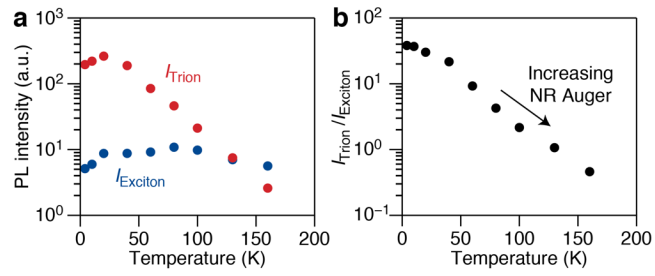 a
10³
10²
10¹
10⁰
PL intensity (a.u.)
I_Trion
I_Exciton
0 50 100 150 200
Temperature (K)
b
10²
10¹
10⁰
10⁻¹
I_Trion / I_Exciton
Increasing
NR Auger
0 50 100 150 200
Temperature (K)